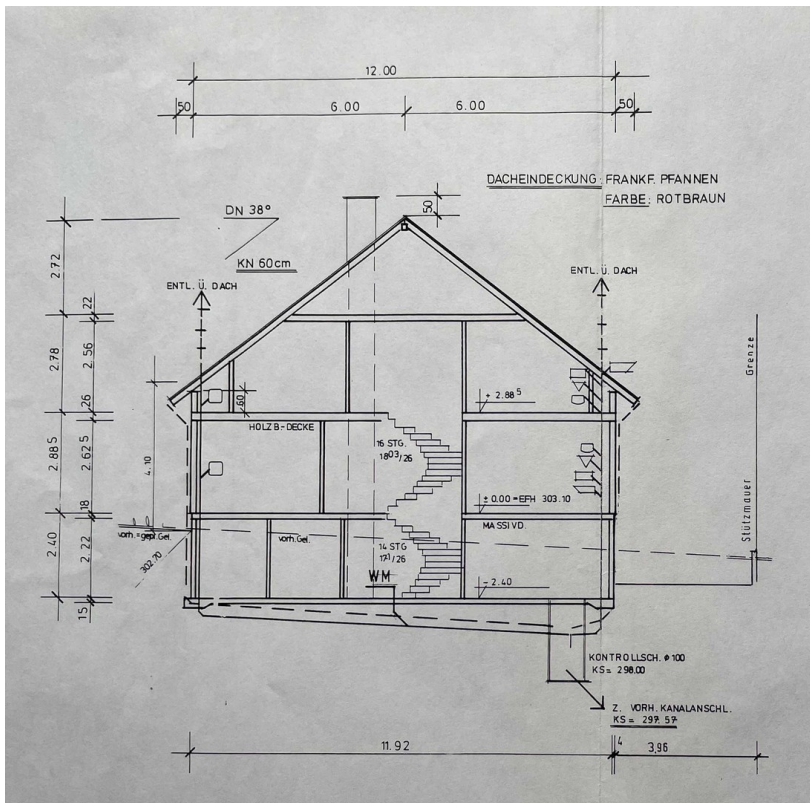 12.00
50
6.00
6.00
50
DACHEINDECKUNG: FRANKF. PFANNEN
FARBE: ROTBRAUN
DN 38°
50
KN 60cm
ENTL. Ü. DACH
ENTL. Ü. DACH
2.72
22
2.78
2.56
26
60
+ 2.88⁵
Grenze
HOLZB.-DECKE
2.88⁵
2.62⁵
4.10
16 STG.
18⁰³/26
± 0.00 = EFH 303.10
18
MASSIVD.
Stützmauer
vorh. = gepl. Gel.
vorh. Gel.
2.40
2.22
302.70
14 STG
17¹/26
WM
- 2.40
15
KONTROLLSCH. φ 100
KS = 298.00
Z. VORH. KANALANSCHL.
KS = 297.57
11.92
4
3,96